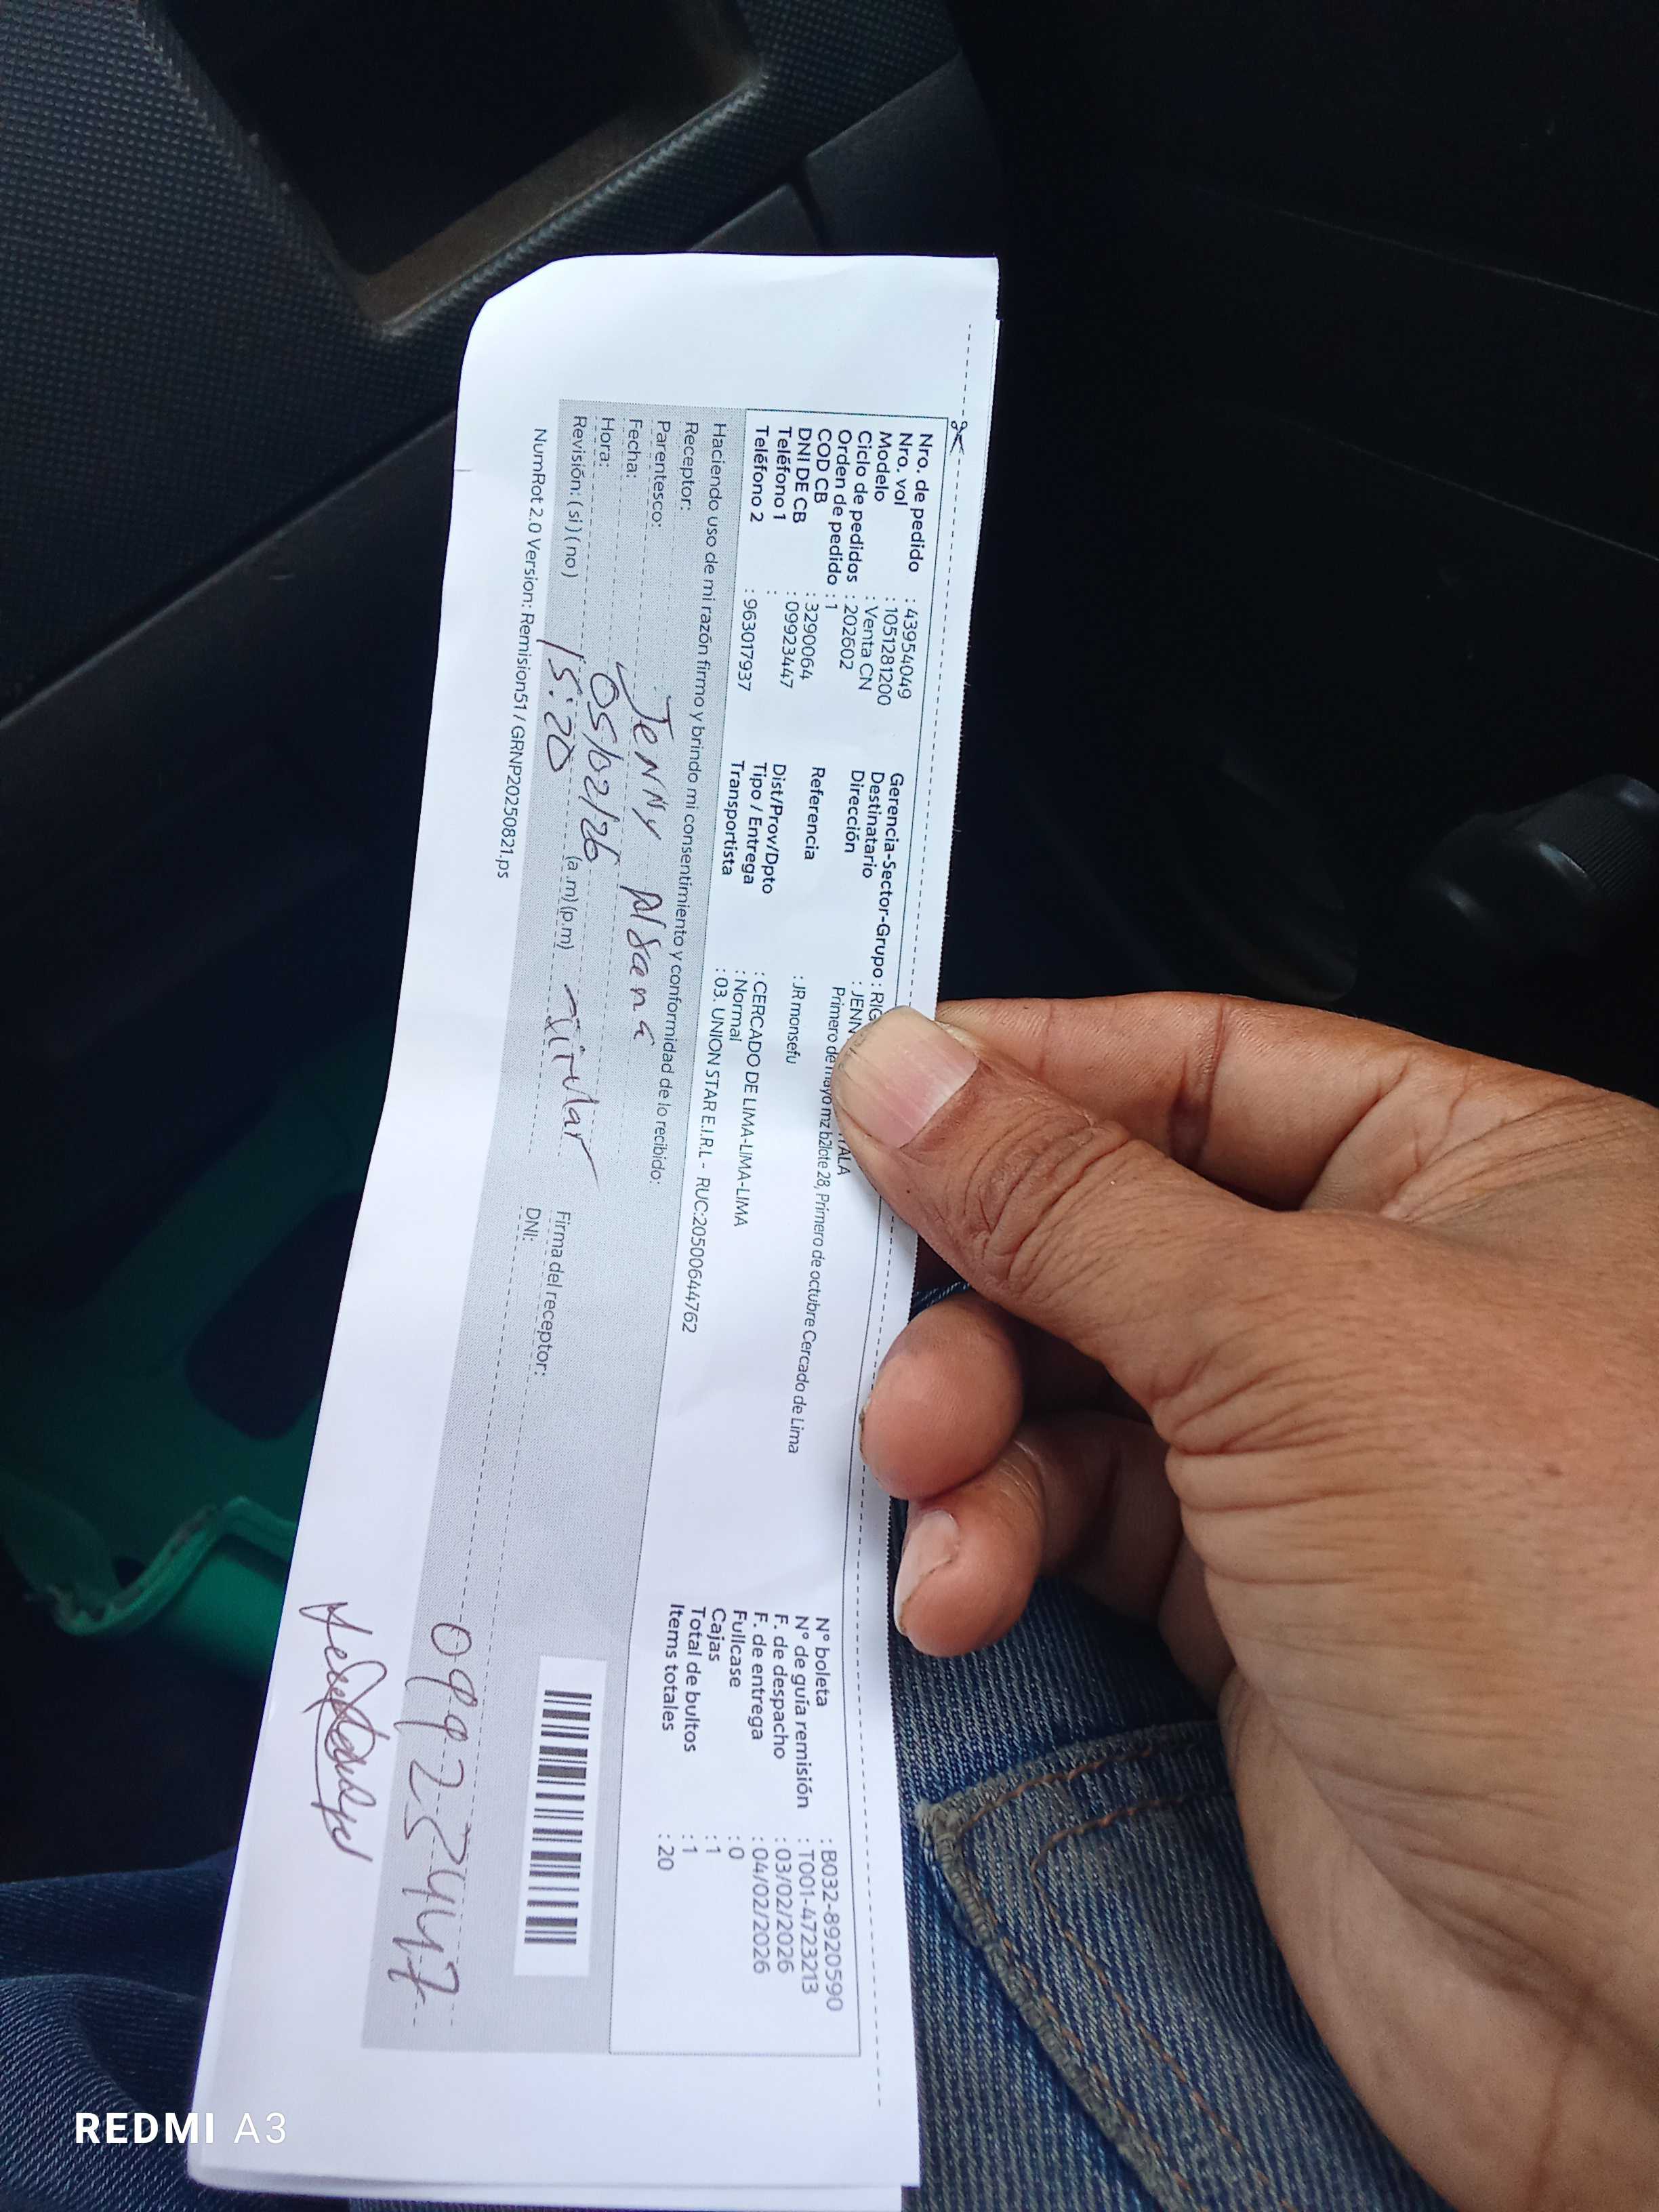 Nro. de pedido : 43954049
Nro. vol : 1051281200
Modelo : Venta CN
Ciclo de pedidos : 202602
Orden de pedido : 1
COD CB : 3290064
DNI DE CB : 09923447
Teléfono 1 :
Teléfono 2 : 963017937
Gerencia-Sector-Grupo : RIG
Destinatario : JENN TALA
Dirección Primero de mayo mz b2lote 28, Primero de octubre Cercado de Lima
Referencia : JR monsefu
Dist/Prov/Dpto : CERCADO DE LIMA-LIMA-LIMA
Tipo / Entrega : Normal
Transportista : 03. UNION STAR E.I.R.L - RUC:20500644762
N° boleta : B032-8920590
N° de guía remisión : T001-4723213
F. de despacho : 03/02/2026
F. de entrega : 04/02/2026
Fullcase : 0
Cajas : 1
Total de bultos : 1
Items totales : 20
Haciendo uso de mi razón firmo y brindo mi consentimiento y conformidad de lo recibido:
Receptor: JENNY
Parentesco:
Fecha: 05/02/26 Titular
Hora: 15:20 (a.m)(p.m)
Revisión: ( si ) ( no )
Firma del receptor:
DNI: 09923447
NumRot 2.0 Version: Remision51 / GRNP20250821.ps
REDMI A3